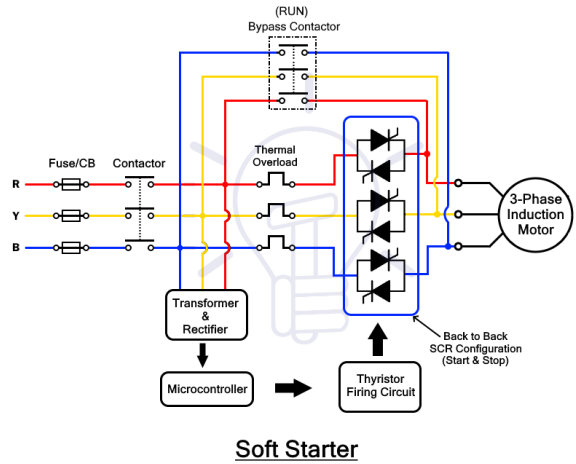 (RUN)
Bypass Contactor
Fuse/CB
Contactor
Thermal
Overload
R
Y
B
3-Phase
Induction
Motor
Transformer
&
Rectifier
Back to Back
SCR Configuration
(Start & Stop)
Microcontroller
Thyristor
Firing Circuit
Soft Starter